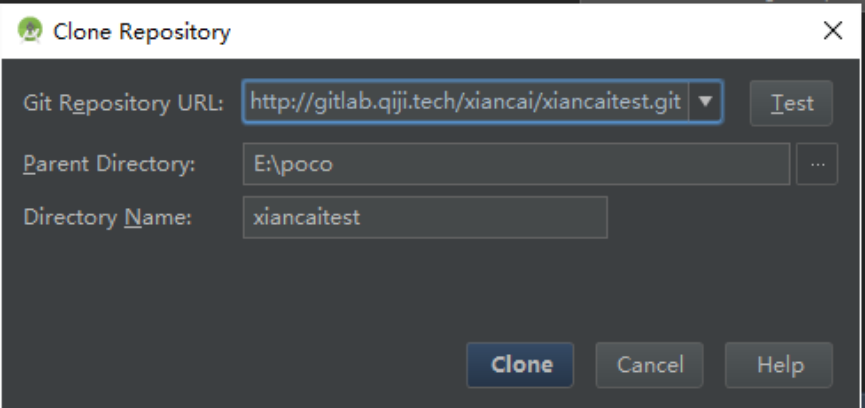 Clone Repository
Git Repository URL: http://gitlab.qiji.tech/xiancai/xiancaitest.git Test
Parent Directory: E:\poco ...
Directory Name: xiancaitest
Clone Cancel Help